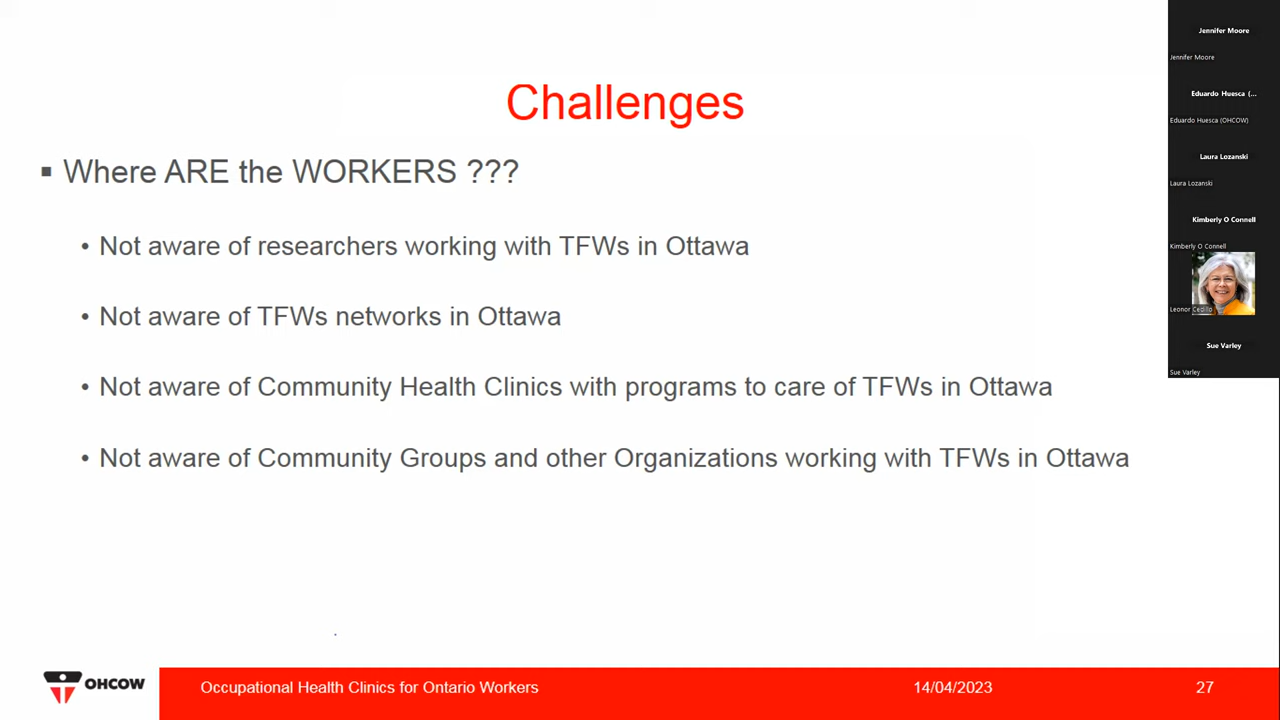 Challenges
▪ Where ARE the WORKERS ???
• Not aware of researchers working with TFWs in Ottawa
• Not aware of TFWs networks in Ottawa
• Not aware of Community Health Clinics with programs to care of TFWs in Ottawa
• Not aware of Community Groups and other Organizations working with TFWs in Ottawa
OHCOW
Occupational Health Clinics for Ontario Workers
14/04/2023
27
Jennifer Moore
Jennifer Moore
Eduardo Huesca (...
Eduardo Huesca (OHCOW)
Laura Lozanski
Laura Lozanski
Kimberly O Connell
Kimberly O Connell
Leonor Cedillo
Sue Varley
Sue Varley